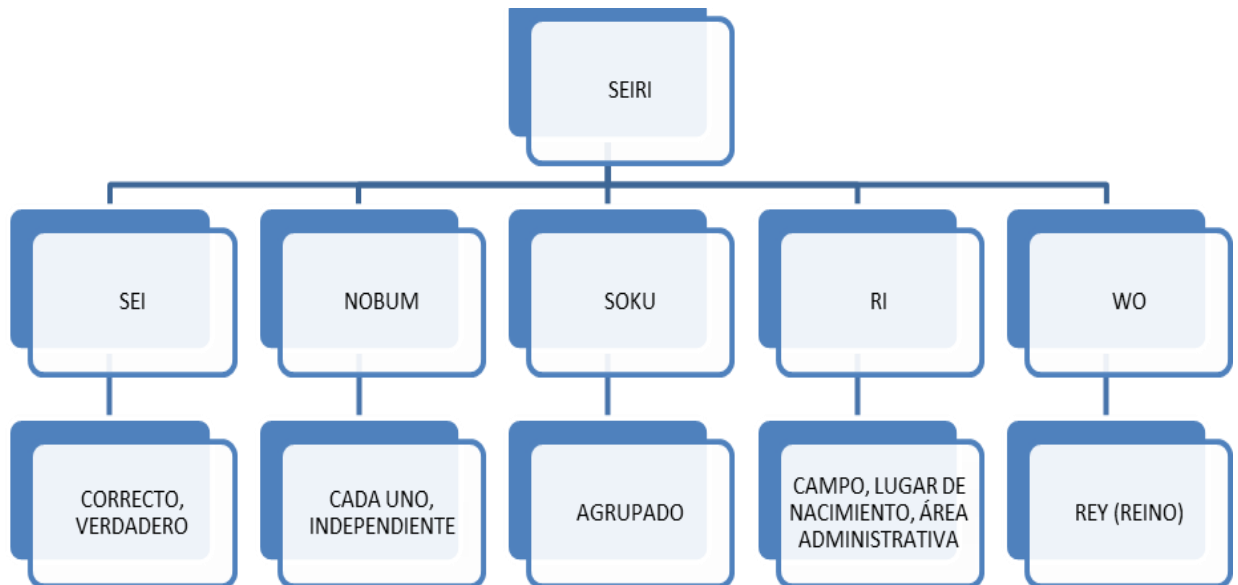 SEIRI
SEI
NOBUM
SOKU
RI
WO
CORRECTO,
VERDADERO
CADA UNO,
INDEPENDIENTE
AGRUPADO
CAMPO, LUGAR DE
NACIMIENTO, ÁREA
ADMINISTRATIVA
REY (REINO)